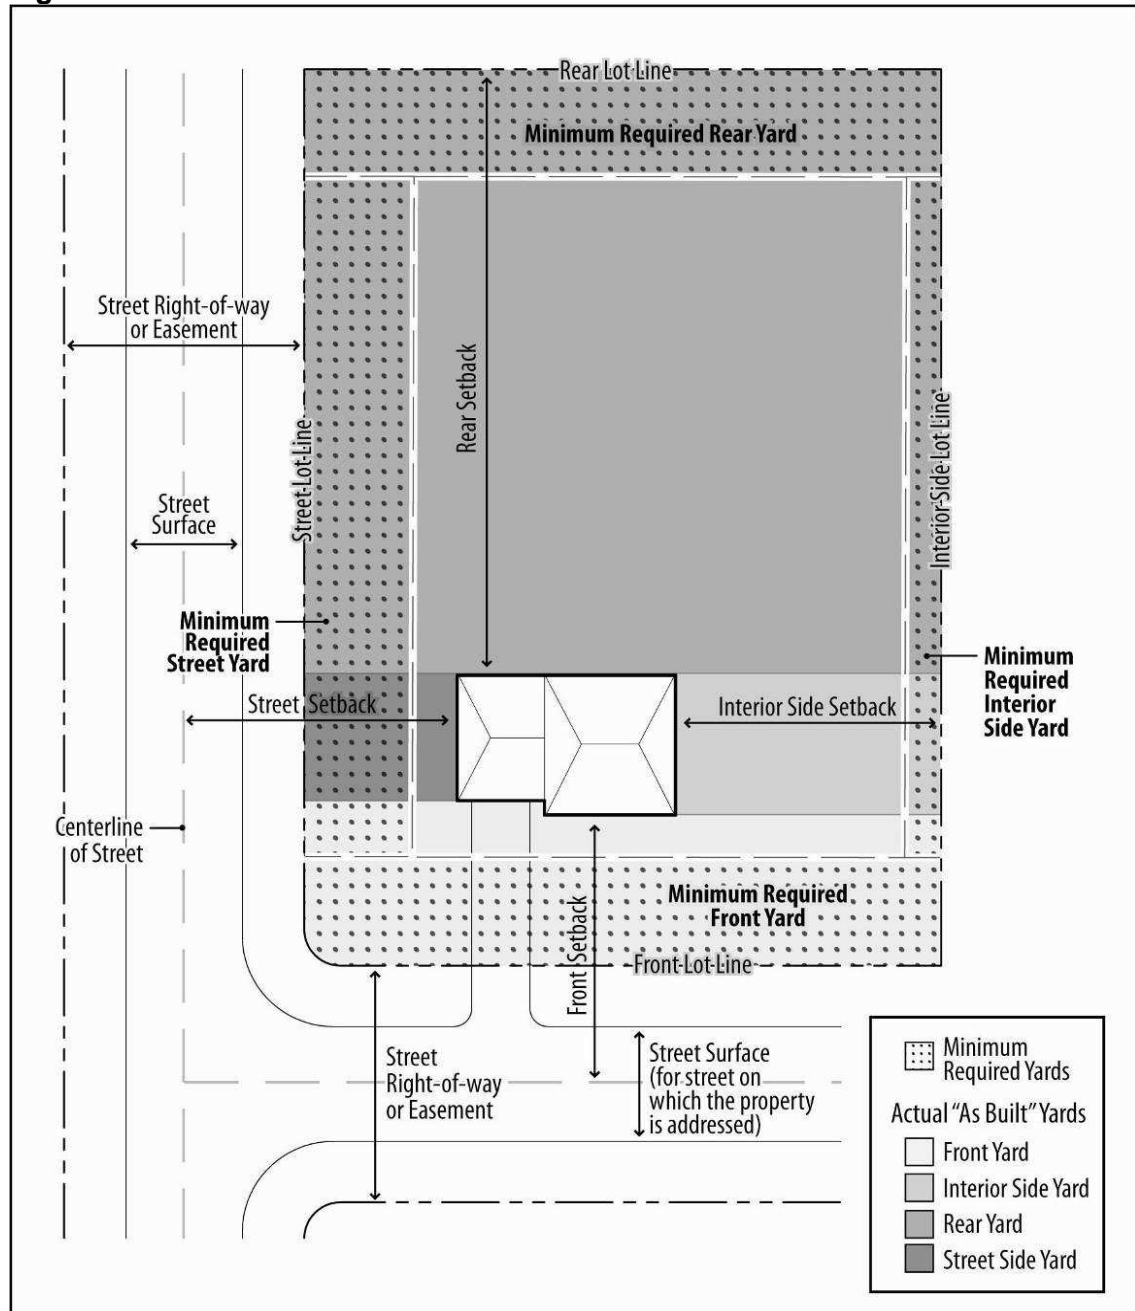 Rear Lot Line
Minimum Required Rear Yard
Street Right-of-way
or Easement
Rear Setback
Street Lot Line
Interior Side Lot Line
Street
Surface
Minimum
Required
Street Yard
Minimum
Required
Interior
Side Yard
Street Setback
Interior Side Setback
Centerline
of Street
Minimum Required
Front Yard
Front Setback
Front Lot Line
Street
Right-of-way
or Easement
Street Surface
(for street on
which the property
is addressed)
Minimum
Required Yards
Actual "As Built" Yards
Front Yard
Interior Side Yard
Rear Yard
Street Side Yard